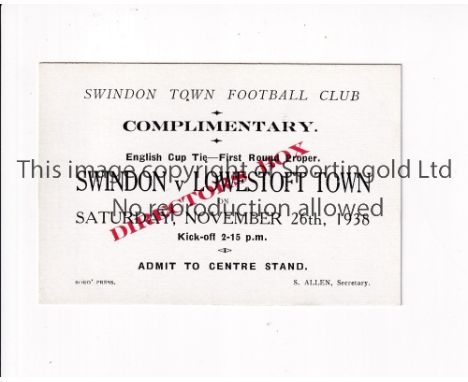 SWINDON TOWN FOOTBALL CLUB
COMPLIMENTARY.
English Cup Tie—First Round Proper.
This image copyright of sportingold Ltd
SWINDON v LOWESTOFT TOWN
ON
DIRECTORS BOX
No reproduction allowed
SATURDAY, NOVEMBER 26th, 1938
Kick-off 2-15 p.m.
ADMIT TO CENTRE STAND.
BORO' PRESS. S. ALLEN, Secretary.